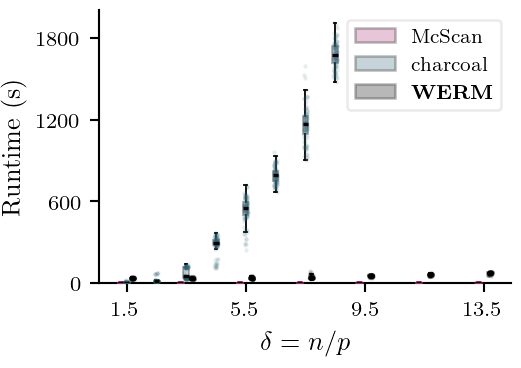 McScan
charcoal
WERM
Runtime (s)
1800
1200
600
0
1.5
5.5
9.5
13.5
δ = n/p